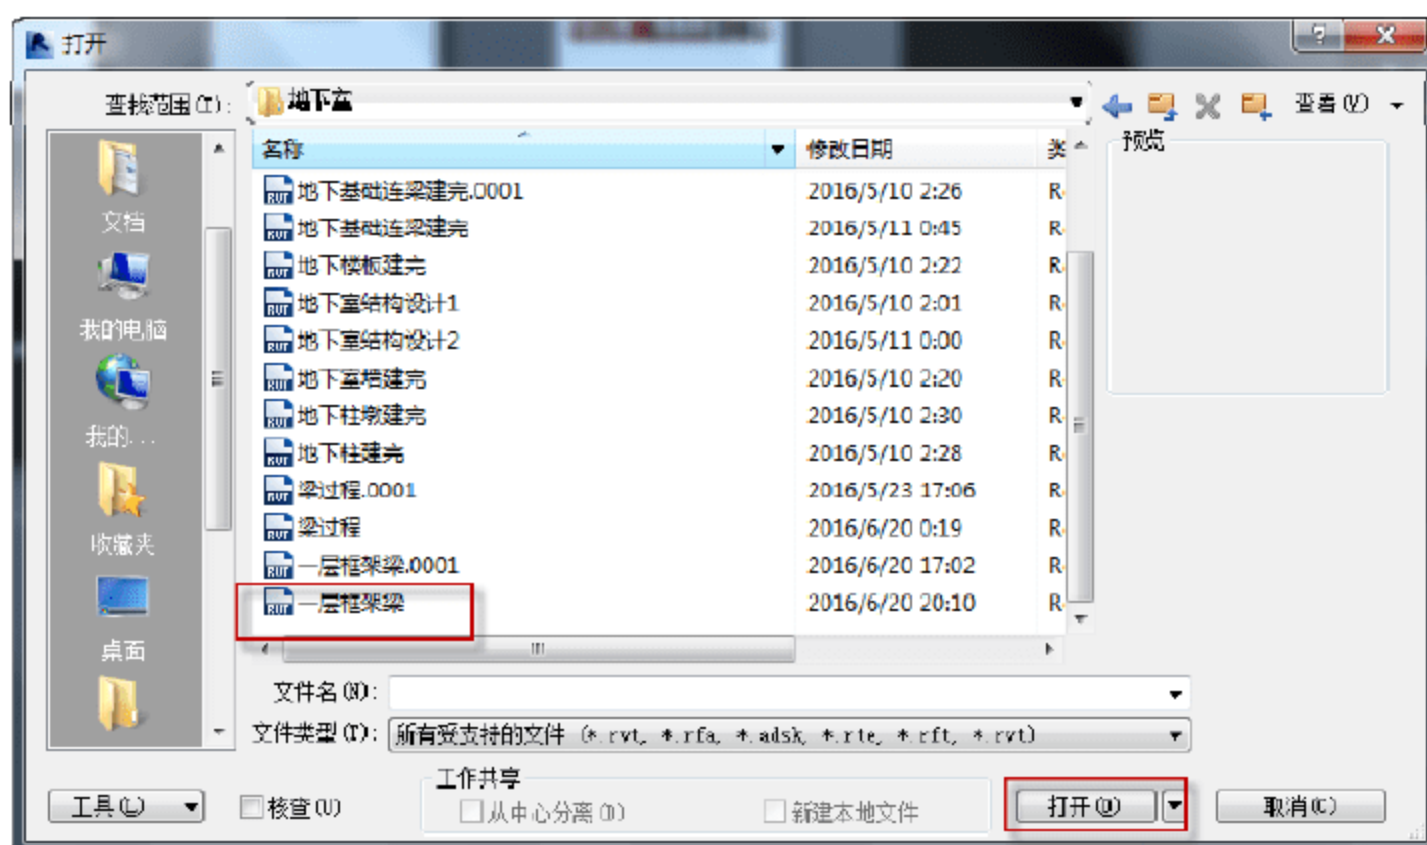 打开
查找范围(I):
地下室
查看(V)
名称
修改日期
类
预览
地下基础连梁建完.0001 2016/5/10 2:26 R
地下基础连梁建完 2016/5/11 0:45 R
地下楼板建完 2016/5/10 2:22 R
地下室结构设计1 2016/5/10 2:01 R
地下室结构设计2 2016/5/11 0:00 R
地下室墙建完 2016/5/10 2:20 R
地下柱墩建完 2016/5/10 2:30 R
地下柱建完 2016/5/10 2:28 R
梁过程.0001 2016/5/23 17:06 R
梁过程 2016/6/20 0:19 R
一层框架梁.0001 2016/6/20 17:02 R
一层框架梁 2016/6/20 20:10 R
文档
我的电脑
我的...
收藏夹
桌面
文件名(N):
文件类型(T): 所有受支持的文件 (*.rvt, *.rfa, *.adsk, *.rte, *.rft, *.rvt)
工作共享
工具(L) 核查(U) 从中心分离(D) 新建本地文件 打开(O) 取消(C)